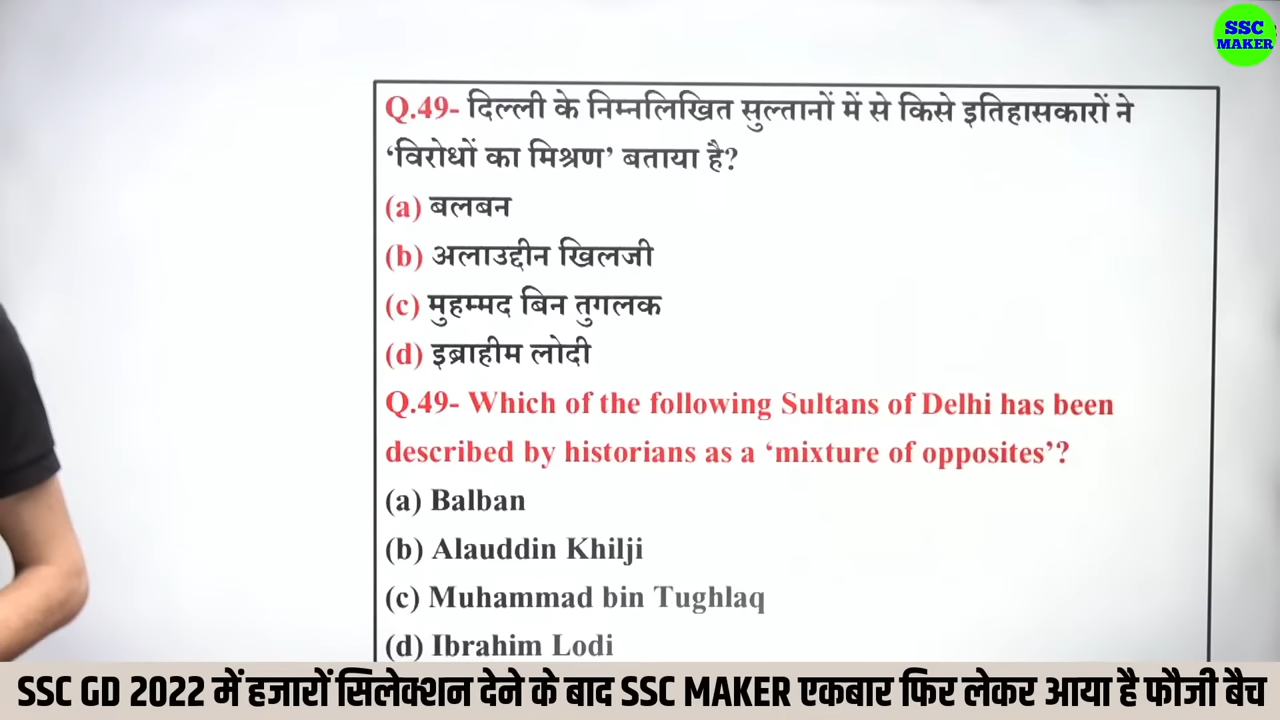 SSC
MAKER
Q.49- दिल्ली के निम्नलिखित सुल्तानों में से किसे इतिहासकारों ने
‘विरोधों का मिश्रण’ बताया है?
(a) बलबन
(b) अलाउद्दीन खिलजी
(c) मुहम्मद बिन तुगलक
(d) इब्राहीम लोदी
Q.49- Which of the following Sultans of Delhi has been
described by historians as a ‘mixture of opposites’?
(a) Balban
(b) Alauddin Khilji
(c) Muhammad bin Tughlaq
(d) Ibrahim Lodi
SSC GD 2022 में हजारों सिलेक्शन देने के बाद SSC MAKER एकबार फिर लेकर आया है फौजी बैच